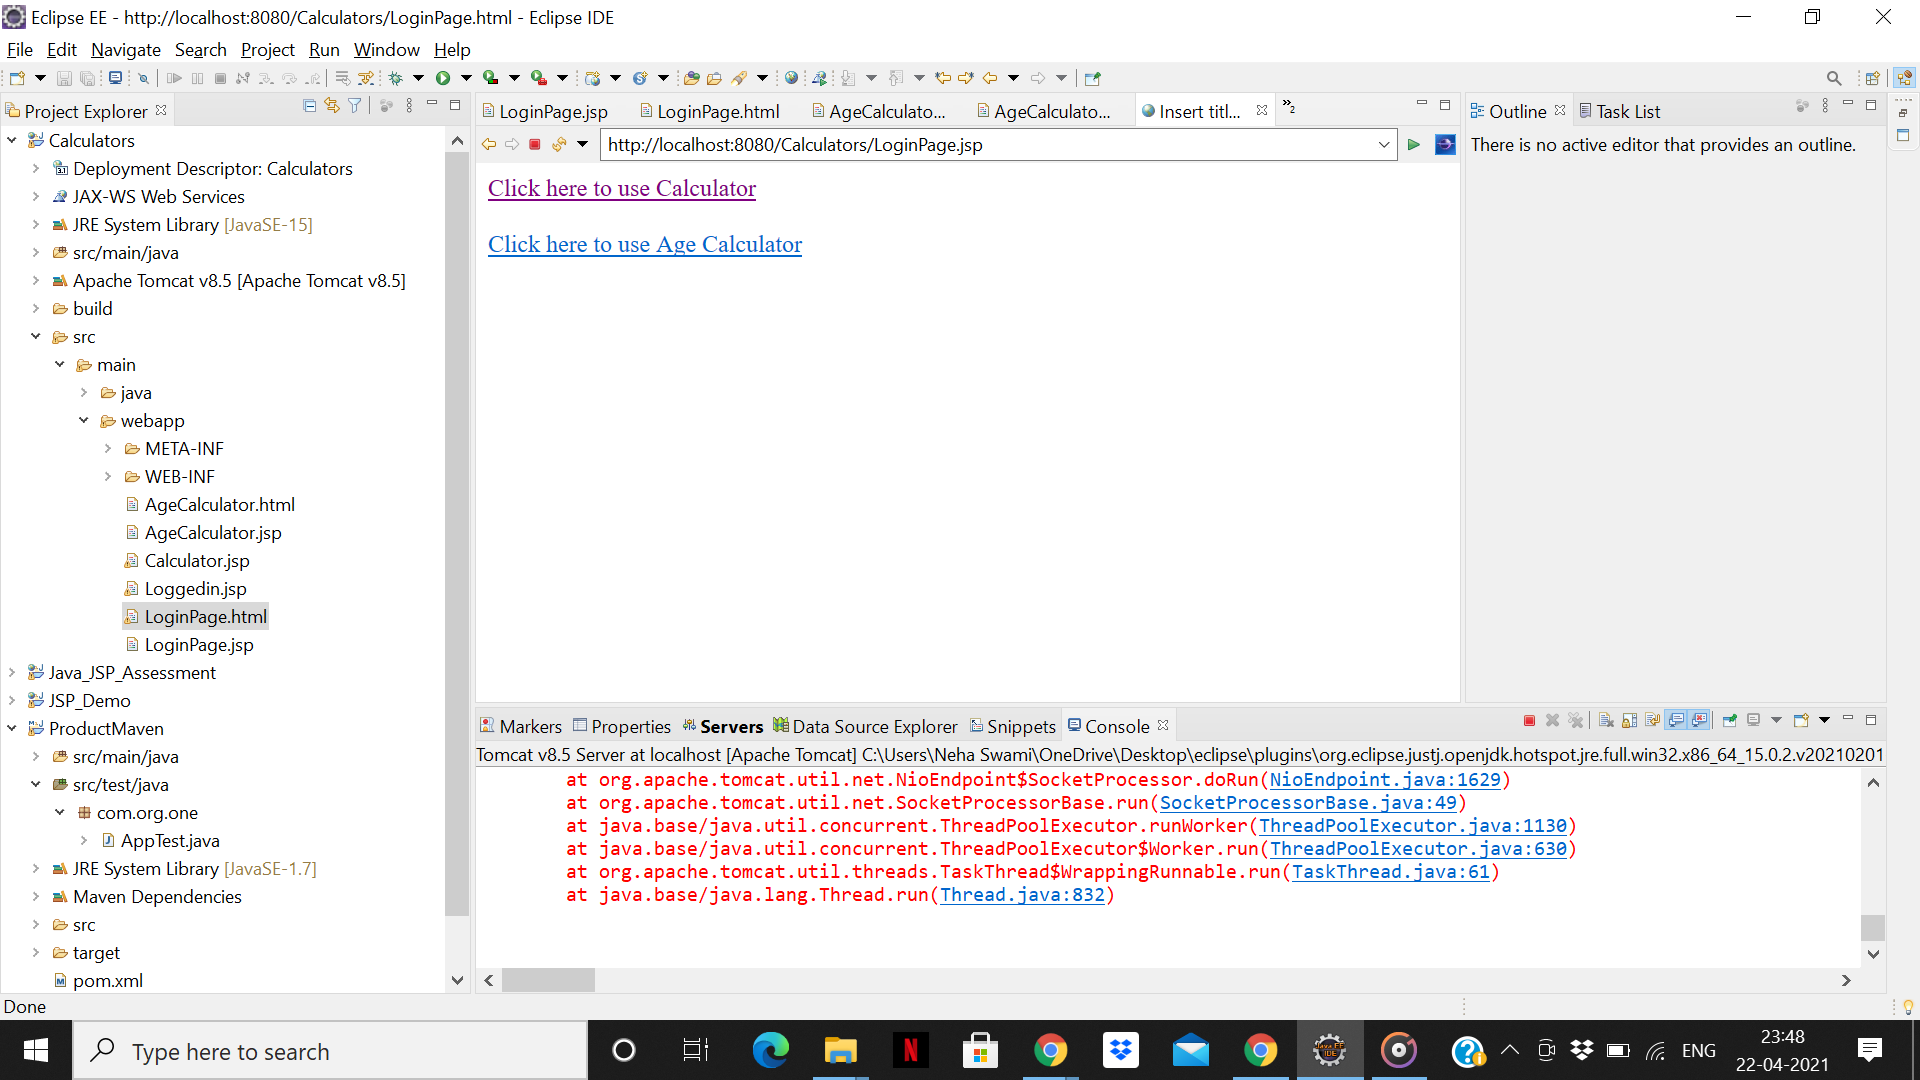 Eclipse EE - http://localhost:8080/Calculators/LoginPage.html - Eclipse IDE
File Edit Navigate Search Project Run Window Help
Project Explorer
Calculators
Deployment Descriptor: Calculators
JAX-WS Web Services
JRE System Library [JavaSE-15]
src/main/java
Apache Tomcat v8.5 [Apache Tomcat v8.5]
build
src
main
java
webapp
META-INF
WEB-INF
AgeCalculator.html
AgeCalculator.jsp
Calculator.jsp
Loggedin.jsp
LoginPage.html
LoginPage.jsp
Java_JSP_Assessment
JSP_Demo
ProductMaven
src/main/java
src/test/java
com.org.one
AppTest.java
JRE System Library [JavaSE-1.7]
Maven Dependencies
src
target
pom.xml
LoginPage.jsp LoginPage.html AgeCalculato... AgeCalculato... Insert titl... »2
http://localhost:8080/Calculators/LoginPage.jsp
Click here to use Calculator
Click here to use Age Calculator
Outline Task List
There is no active editor that provides an outline.
Markers Properties Servers Data Source Explorer Snippets Console
Tomcat v8.5 Server at localhost [Apache Tomcat] C:\Users\Neha Swami\OneDrive\Desktop\eclipse\plugins\org.eclipse.justj.openjdk.hotspot.jre.full.win32.x86_64_15.0.2.v20210201
at org.apache.tomcat.util.net.NioEndpoint$SocketProcessor.doRun(NioEndpoint.java:1629)
at org.apache.tomcat.util.net.SocketProcessorBase.run(SocketProcessorBase.java:49)
at java.base/java.util.concurrent.ThreadPoolExecutor.runWorker(ThreadPoolExecutor.java:1130)
at java.base/java.util.concurrent.ThreadPoolExecutor$Worker.run(ThreadPoolExecutor.java:630)
at org.apache.tomcat.util.threads.TaskThread$WrappingRunnable.run(TaskThread.java:61)
at java.base/java.lang.Thread.run(Thread.java:832)
Done
Type here to search
N
Java EE
IDE
ENG
23:48
22-04-2021